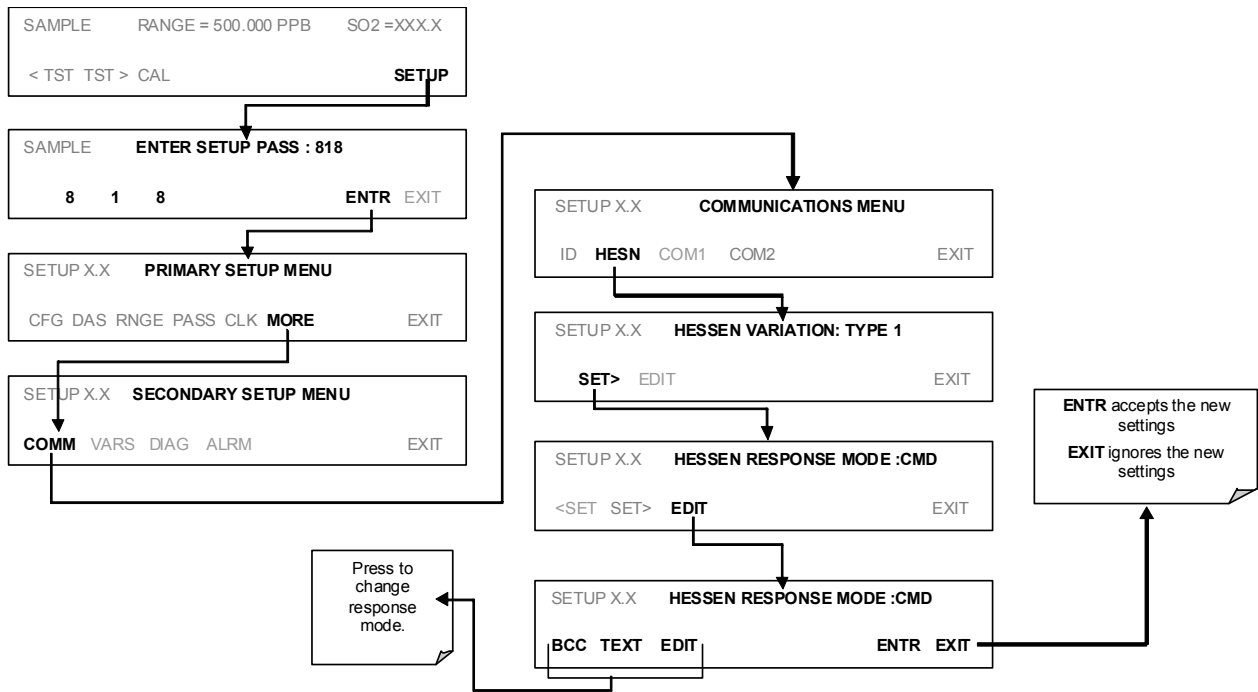 SAMPLE RANGE = 500.000 PPB SO2 =XXX.X
< TST TST > CAL SETUP
SAMPLE ENTER SETUP PASS : 818
8 1 8 ENTR EXIT
SETUP X.X PRIMARY SETUP MENU
CFG DAS RNGE PASS CLK MORE EXIT
SETUP X.X SECONDARY SETUP MENU
COMM VARS DIAG ALRM EXIT
SETUP X.X COMMUNICATIONS MENU
ID HESN COM1 COM2 EXIT
SETUP X.X HESSEN VARIATION: TYPE 1
SET> EDIT EXIT
SETUP X.X HESSEN RESPONSE MODE :CMD
<SET SET> EDIT EXIT
SETUP X.X HESSEN RESPONSE MODE :CMD
BCC TEXT EDIT ENTR EXIT
Press to
change
response
mode.
ENTR accepts the new
settings
EXIT ignores the new
settings